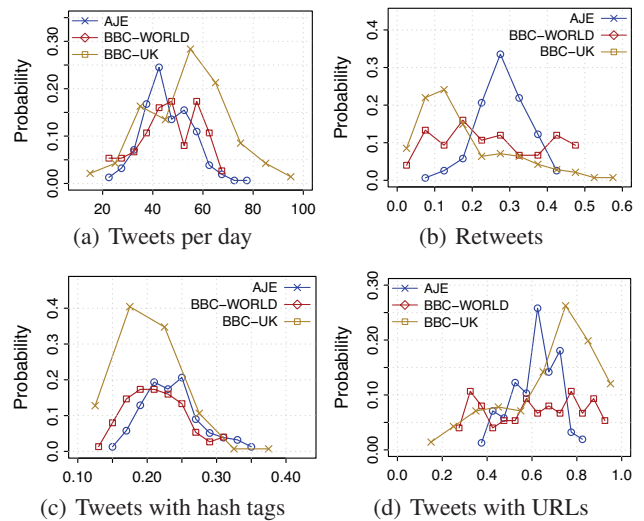 AJE
BBC−WORLD
BBC−UK
Probability
0.00 0.10 0.20 0.30
20 40 60 80 100
(a) Tweets per day
AJE
BBC−WORLD
BBC−UK
Probability
0.0 0.1 0.2 0.3 0.4
0.0 0.1 0.2 0.3 0.4 0.5 0.6
(b) Retweets
AJE
BBC−WORLD
BBC−UK
Probability
0.0 0.1 0.2 0.3 0.4
0.10 0.20 0.30 0.40
(c) Tweets with hash tags
AJE
BBC−WORLD
BBC−UK
Probability
0.00 0.10 0.20 0.30
0.0 0.2 0.4 0.6 0.8 1.0
(d) Tweets with URLs